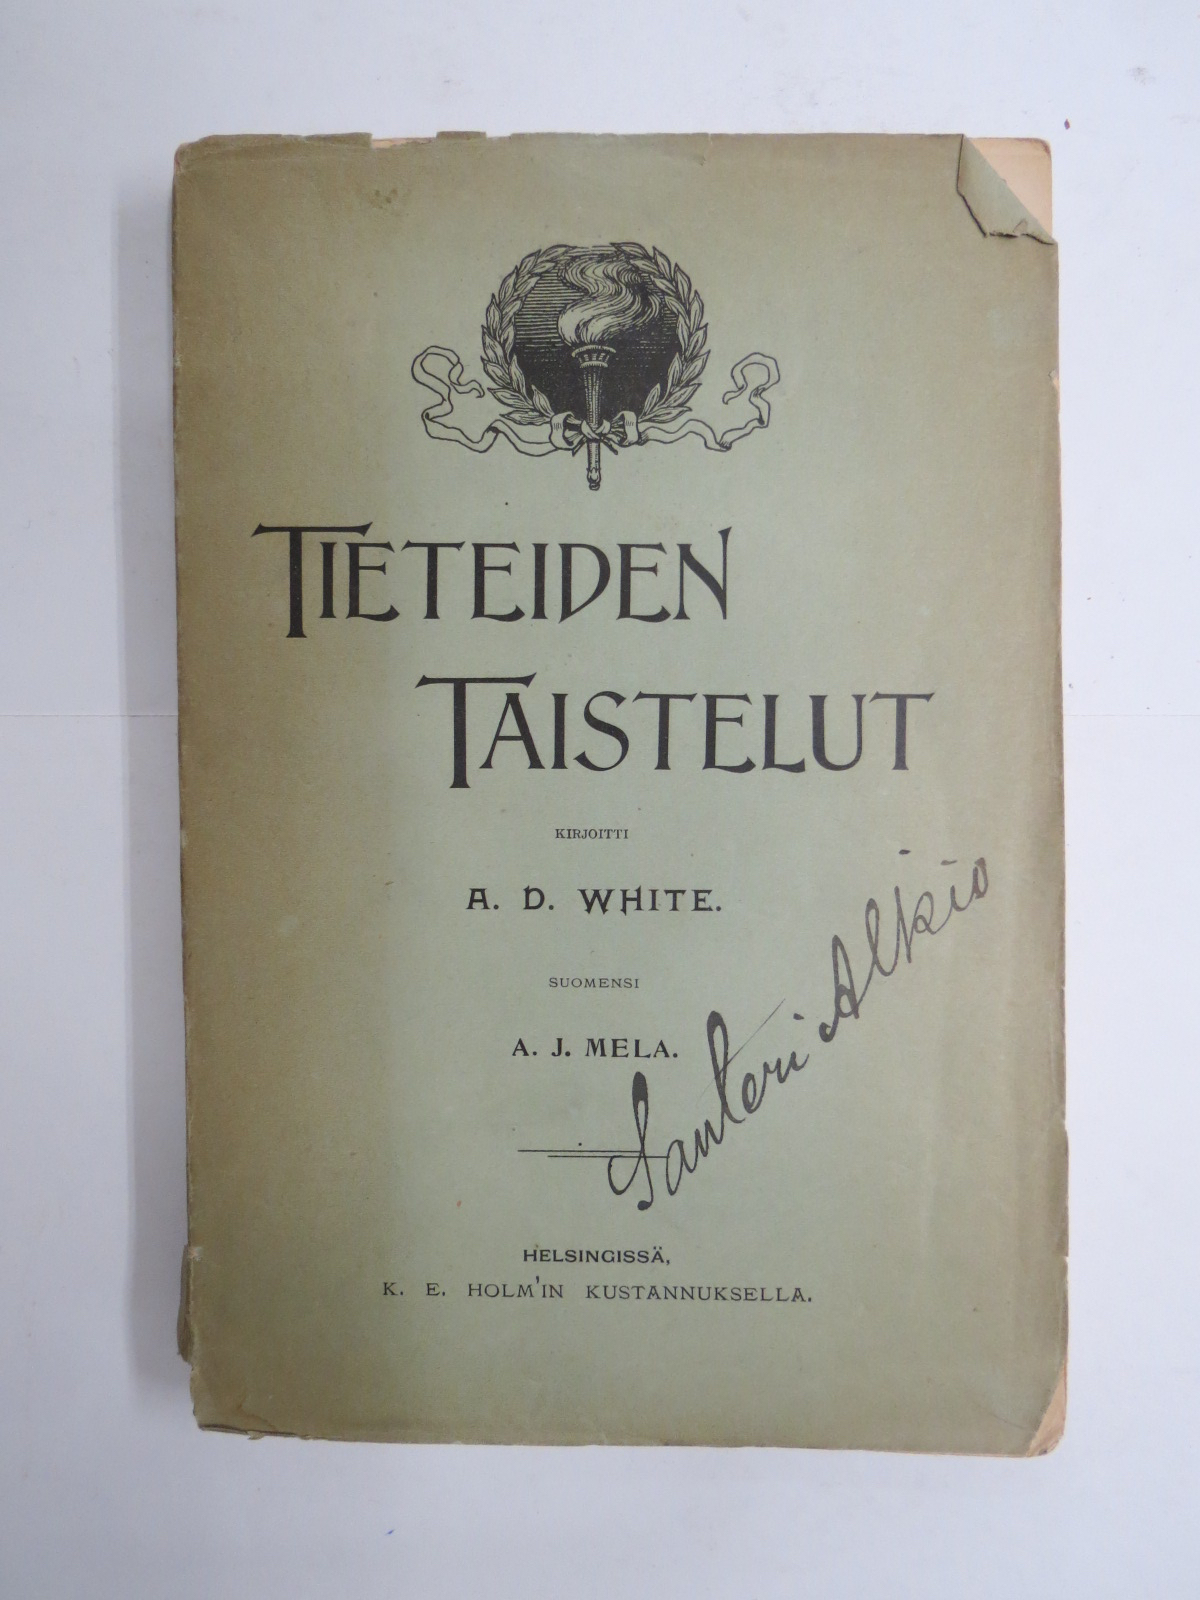 TIETEIDEN
TAISTELUT
KIRJOITTI
A. D. WHITE.
SUOMENSI
A. J. MELA.
Santeri Alkio
HELSINGISSÄ,
K. E. HOLM'IN KUSTANNUKSELLA.